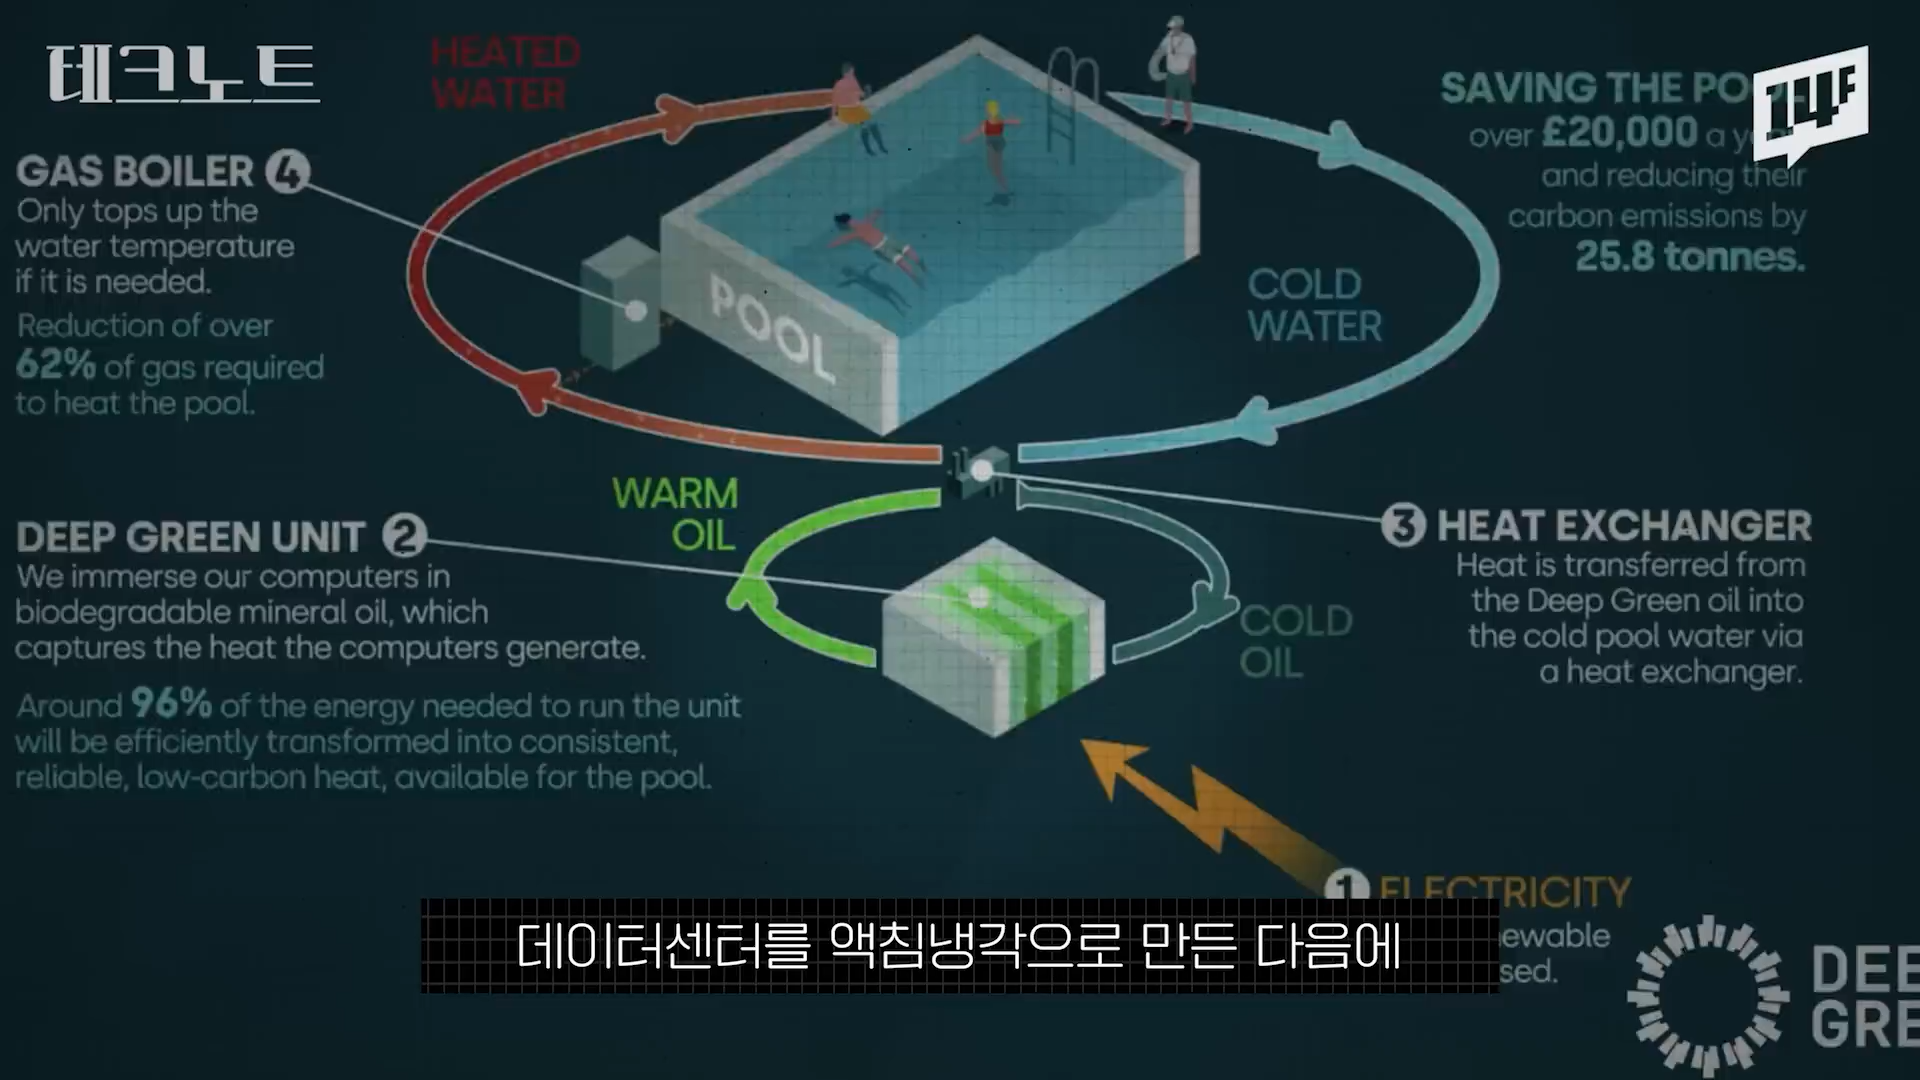 테크노트
14F
HEATED
WATER
SAVING THE POOL
over £20,000 a year
and reducing their
carbon emissions by
25.8 tonnes.
GAS BOILER 4
Only tops up the
water temperature
if it is needed.
Reduction of over
62% of gas required
to heat the pool.
POOL
COLD
WATER
WARM
OIL
DEEP GREEN UNIT 2
We immerse our computers in
biodegradable mineral oil, which
captures the heat the computers generate.
Around 96% of the energy needed to run the unit
will be efficiently transformed into consistent,
reliable, low-carbon heat, available for the pool.
3 HEAT EXCHANGER
Heat is transferred from
the Deep Green oil into
the cold pool water via
a heat exchanger.
COLD
OIL
1 ELECTRICITY
데이터센터를 액침냉각으로 만든 다음에
DEE
GRE